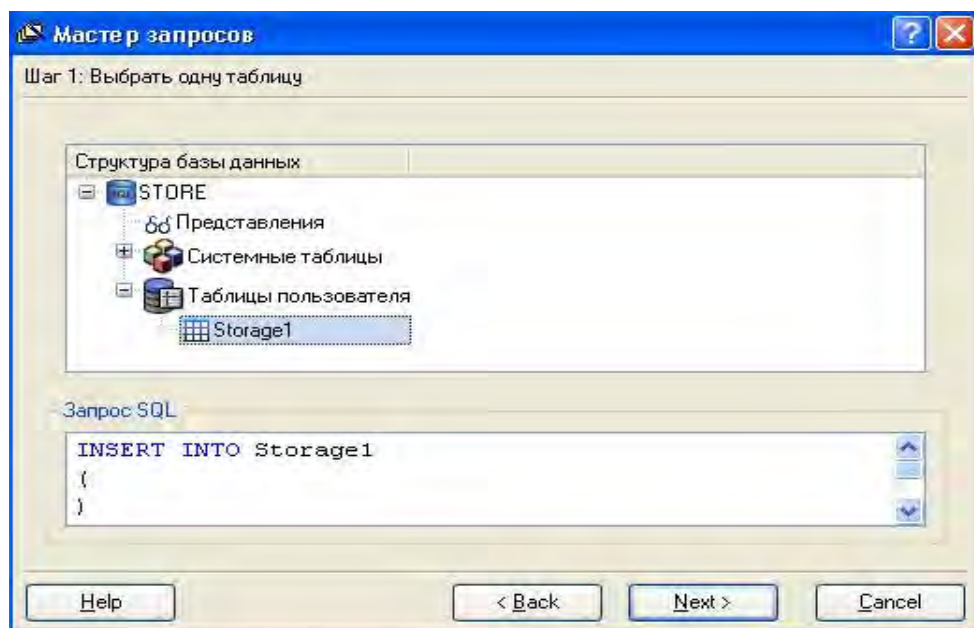 Мастер запросов
Шаг 1: Выбрать одну таблицу
Структура базы данных
STORE
Представления
Системные таблицы
Таблицы пользователя
Storage1
Запрос SQL
INSERT INTO Storage1
(
)
Help
< Back
Next >
Cancel